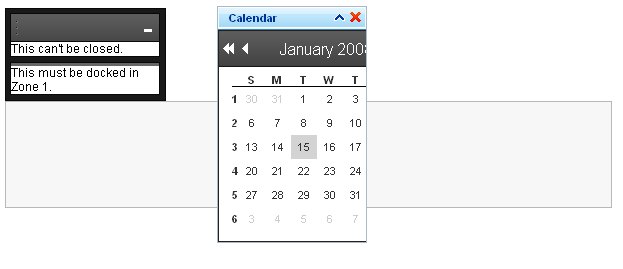 This can't be closed.
This must be docked in
Zone 1.
Calendar
January 2008
S M T W T
1 30 31 1 2 3
2 6 7 8 9 10
3 13 14 15 16 17
4 20 21 22 23 24
5 27 28 29 30 31
6 3 4 5 6 7